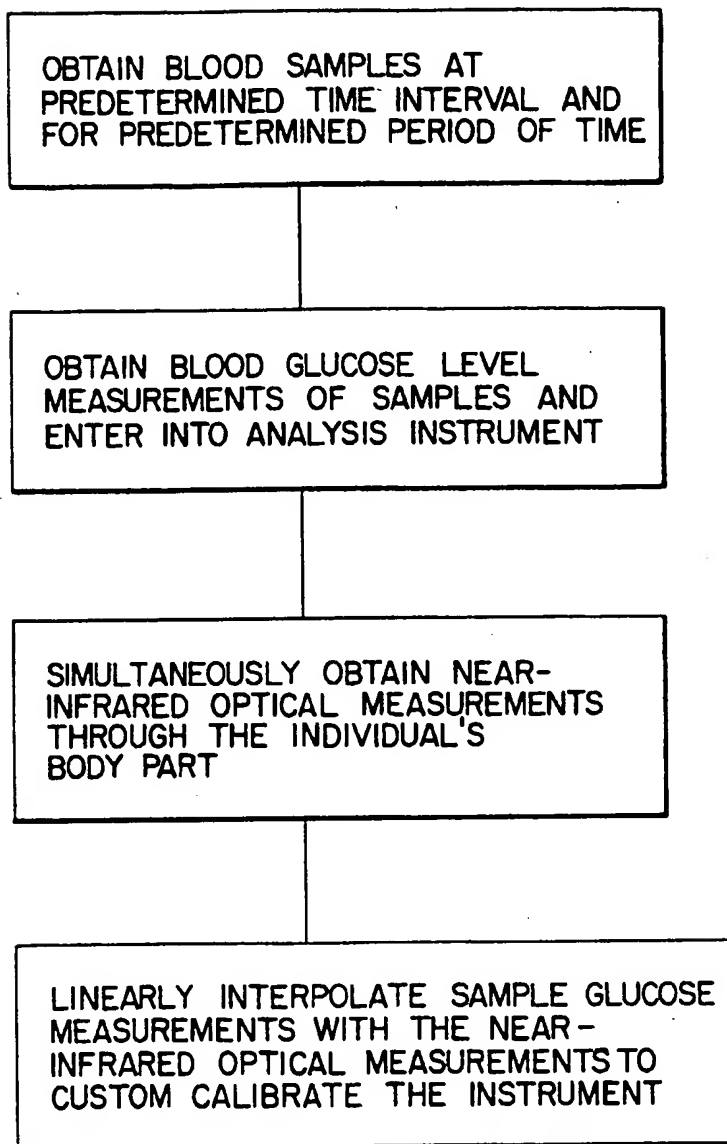 OBTAIN BLOOD SAMPLES AT
PREDETERMINED TIME INTERVAL AND
FOR PREDETERMINED PERIOD OF TIME
OBTAIN BLOOD GLUCOSE LEVEL
MEASUREMENTS OF SAMPLES AND
ENTER INTO ANALYSIS INSTRUMENT
SIMULTANEOUSLY OBTAIN NEAR-
INFRARED OPTICAL MEASUREMENTS
THROUGH THE INDIVIDUAL'S
BODY PART
LINEARLY INTERPOLATE SAMPLE GLUCOSE
MEASUREMENTS WITH THE NEAR-
INFRARED OPTICAL MEASUREMENTS TO
CUSTOM CALIBRATE THE INSTRUMENT